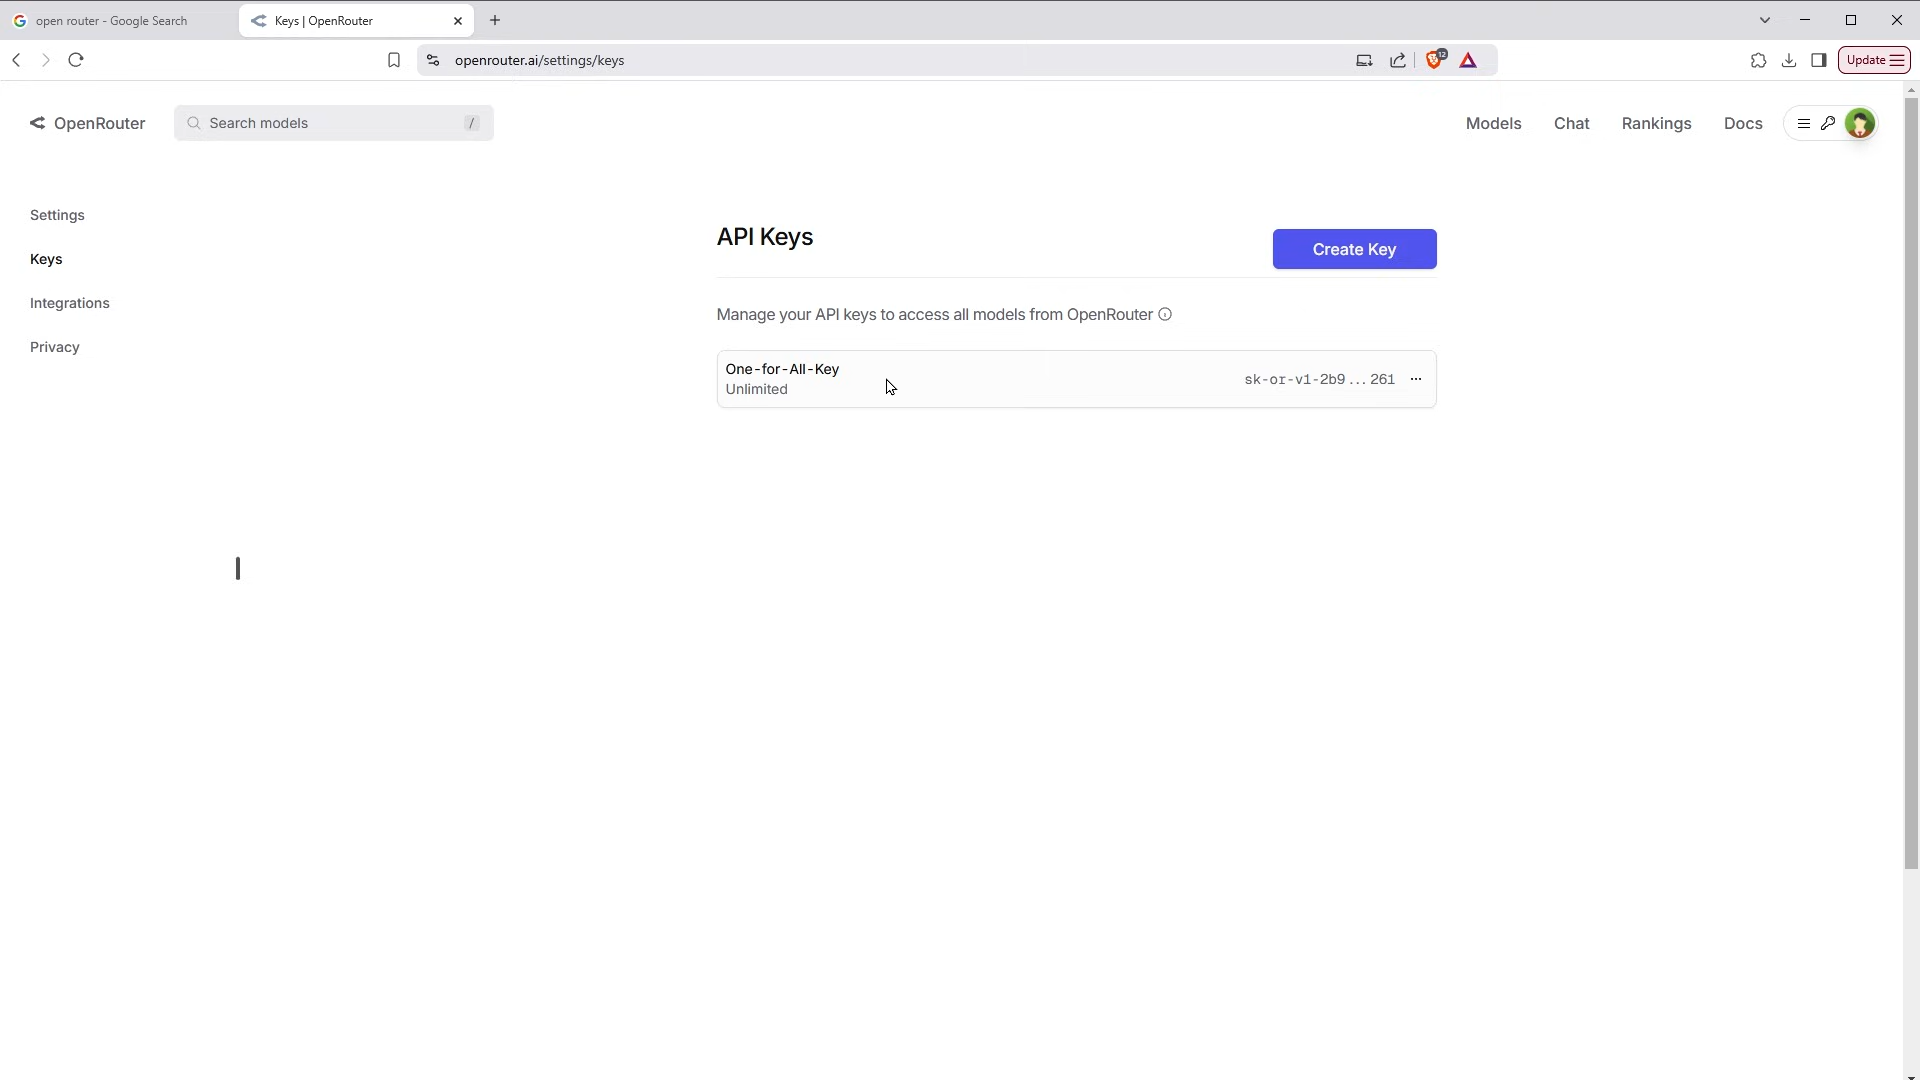 open router - Google Search
Keys | OpenRouter
openrouter.ai/settings/keys
12
Update
OpenRouter
Search models
/
Models
Chat
Rankings
Docs
Settings
Keys
Integrations
Privacy
API Keys
Create Key
Manage your API keys to access all models from OpenRouter
One-for-All-Key
Unlimited
sk-or-v1-2b9...261